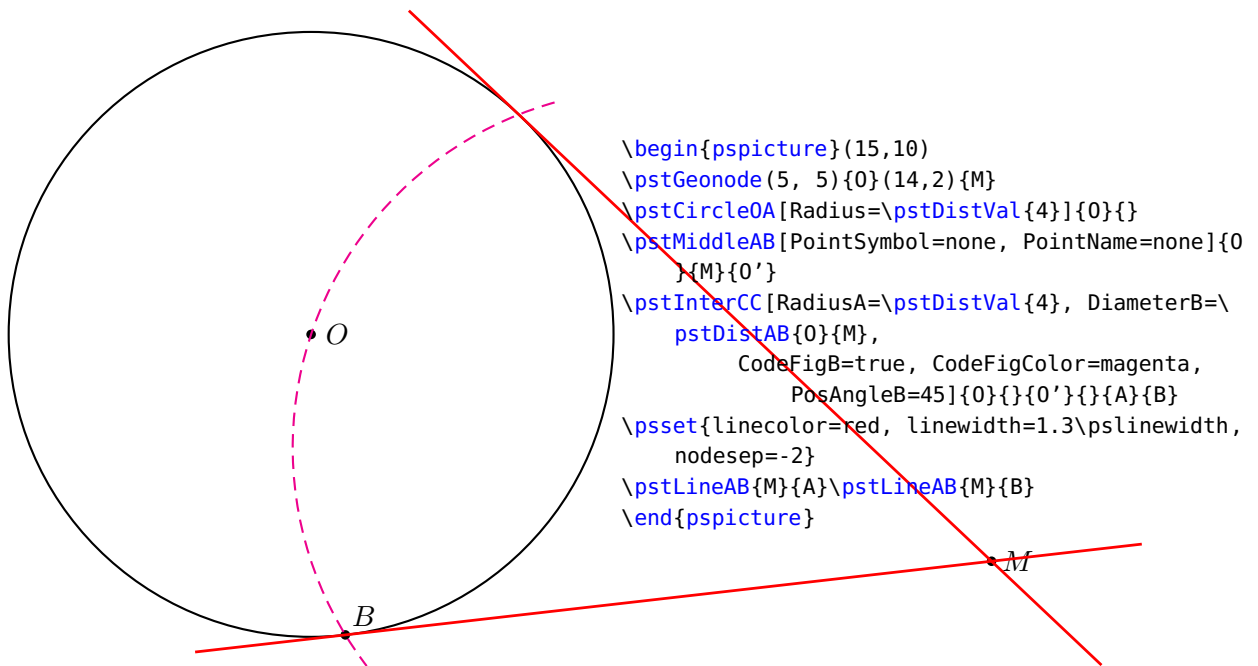 \begin{pspicture}(15,10)
\pstGeonode(5, 5){O}(14,2){M}
\pstCircleOA[Radius=\pstDistVal{4}]{O}{}
\pstMiddleAB[PointSymbol=none, PointName=none]{O
}{M}{O’}
\pstInterCC[RadiusA=\pstDistVal{4}, DiameterB=\
pstDistAB{O}{M},
CodeFigB=true, CodeFigColor=magenta,
PosAngleB=45]{O}{}{O’}{}{A}{B}
\psset{linecolor=red, linewidth=1.3\pslinewidth,
nodesep=-2}
\pstLineAB{M}{A}\pstLineAB{M}{B}
\end{pspicture}
O
M
B